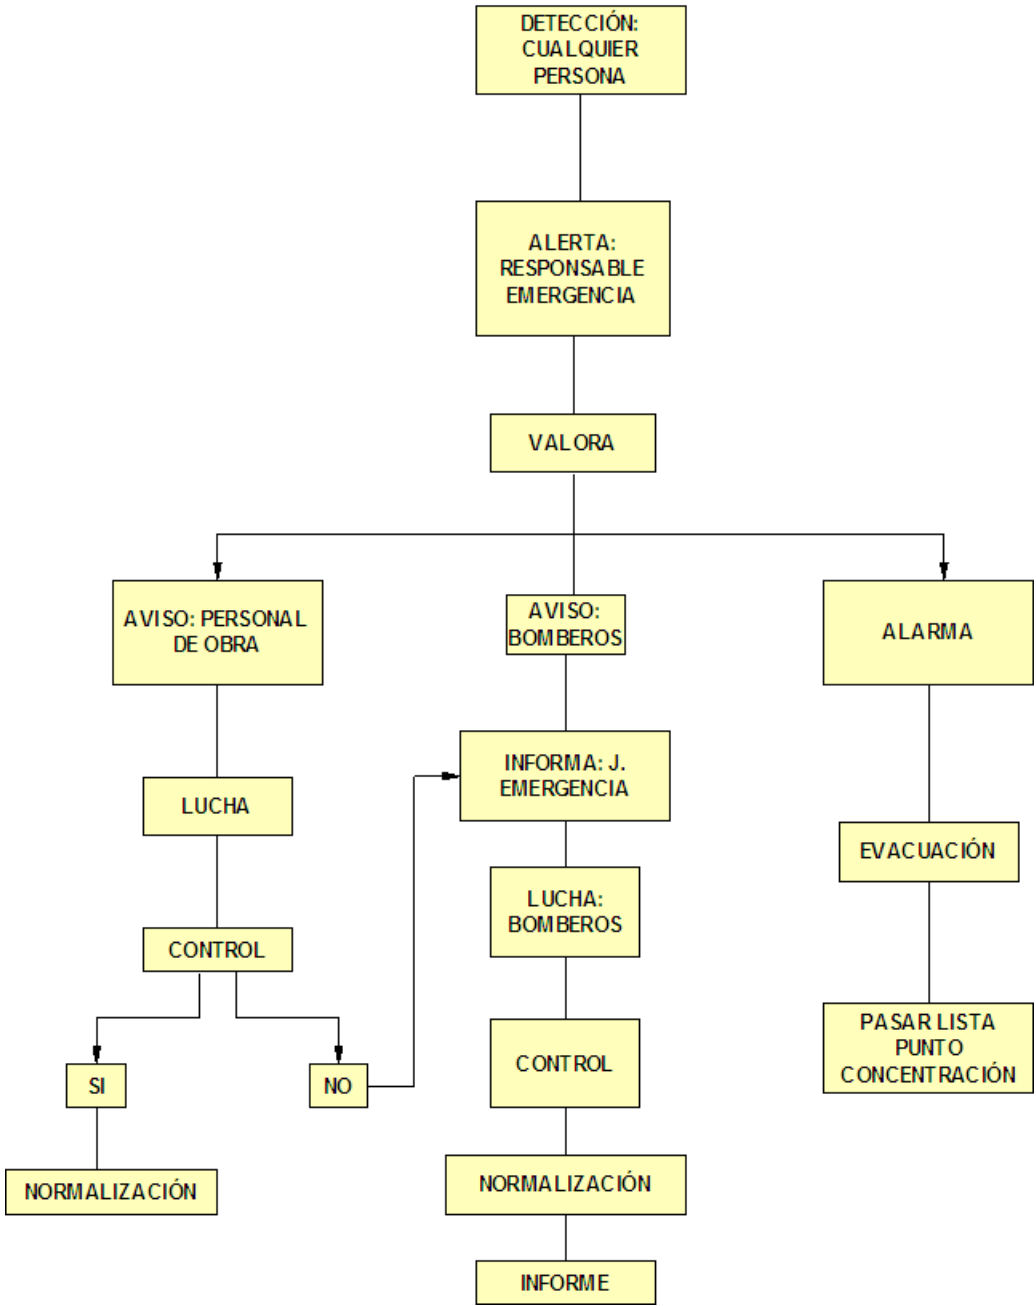 DETECCIÓN:
CUALQUIER
PERSONA
ALERTA:
RESPONSABLE
EMERGENCIA
VALORA
AVISO: PERSONAL
DE OBRA
AVISO:
BOMBEROS
ALARMA
INFORMA: J.
EMERGENCIA
LUCHA
EVACUACIÓN
LUCHA:
BOMBEROS
CONTROL
PASAR LISTA
PUNTO
CONCENTRACIÓN
CONTROL
SI
NO
NORMALIZACIÓN
NORMALIZACIÓN
INFORME